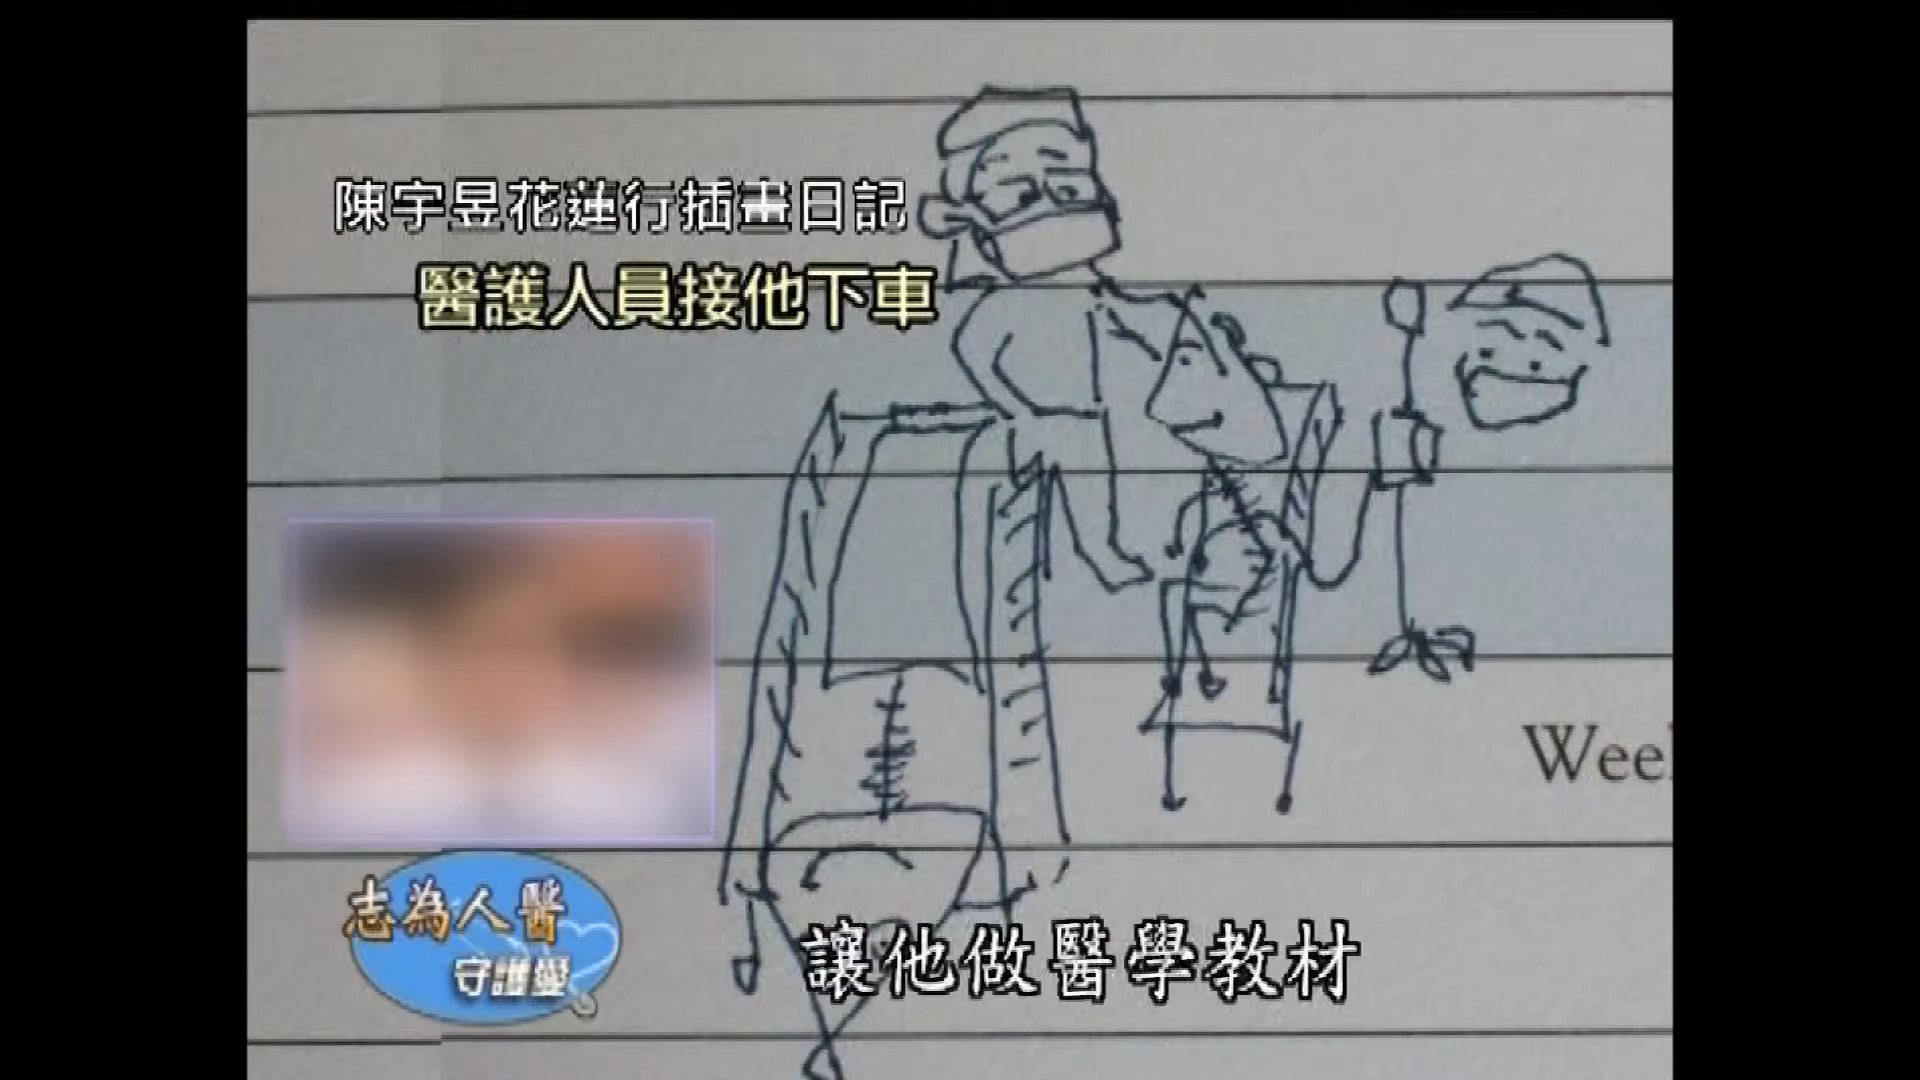 陳宇昱花蓮行插畫日記
醫護人員接他下車
Wee
志為人醫
守護愛
讓他做醫學教材